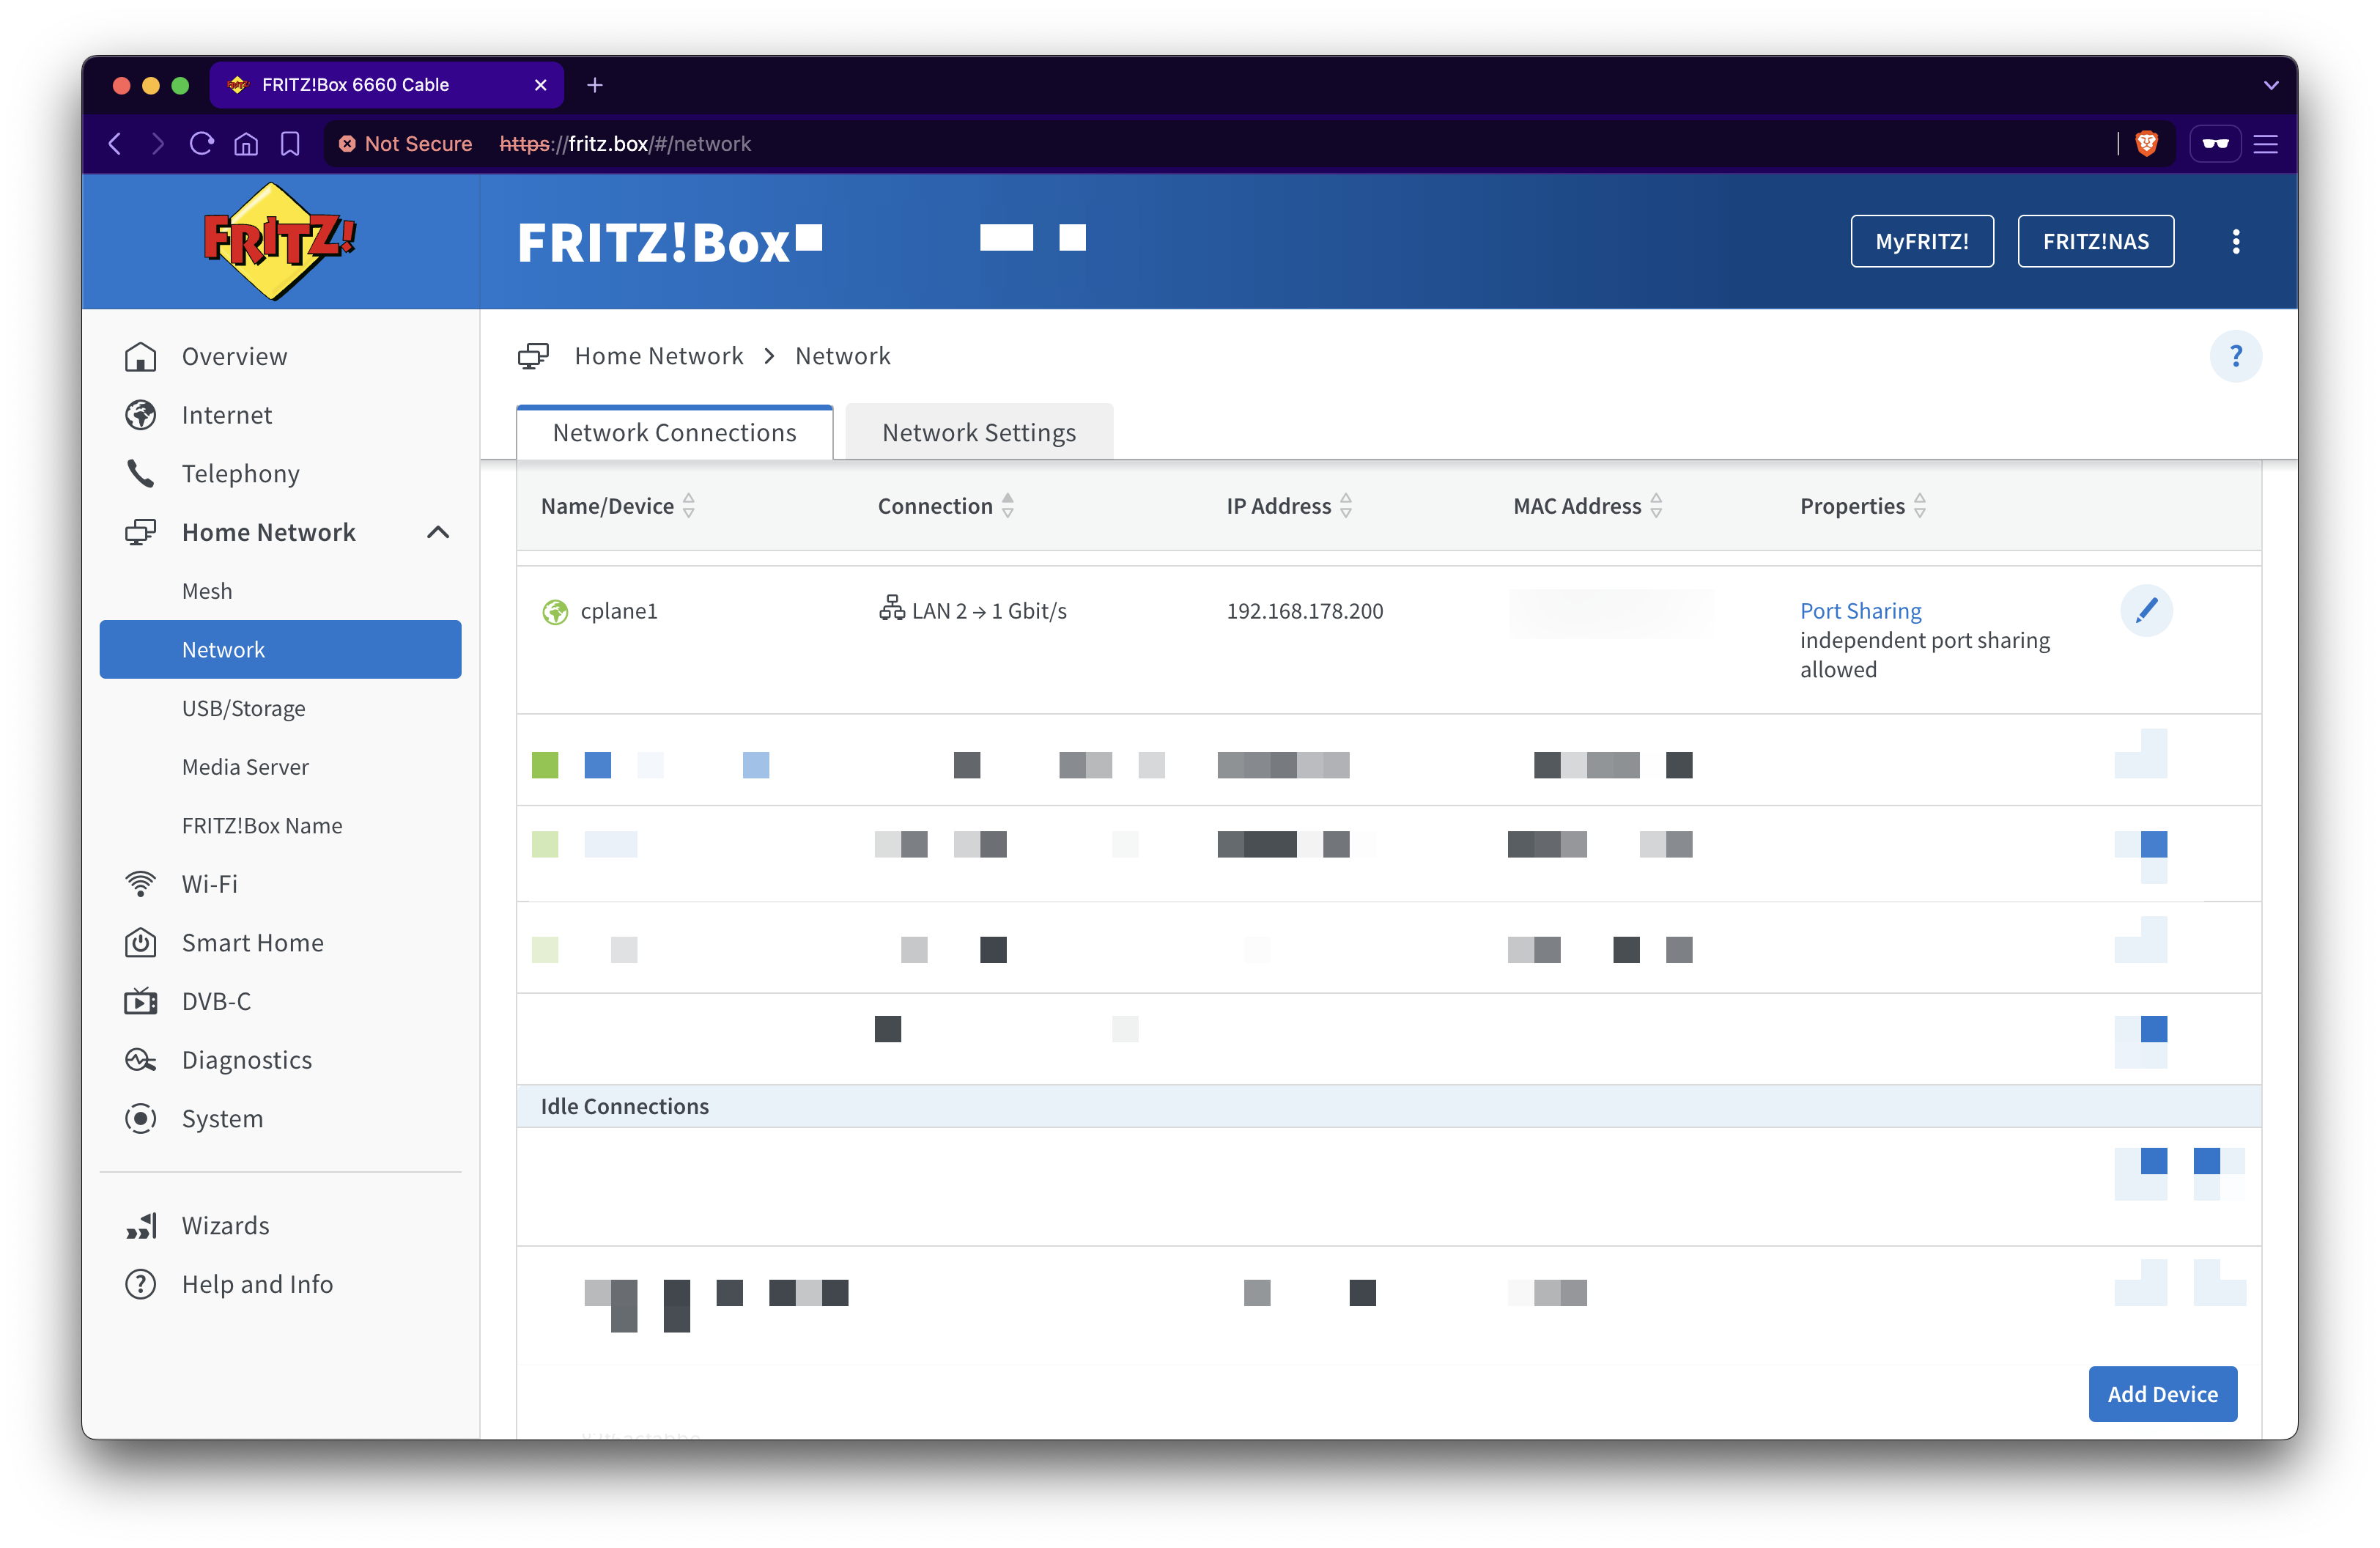 FRITZ!Box 6660 Cable
Not Secure https://fritz.box/#/network
FRITZ!
FRITZ!Box
MyFRITZ!
FRITZ!NAS
Overview
Internet
Telephony
Home Network
Mesh
Network
USB/Storage
Media Server
FRITZ!Box Name
Wi-Fi
Smart Home
DVB-C
Diagnostics
System
Wizards
Help and Info
Home Network > Network
?
Network Connections
Network Settings
Name/Device Connection IP Address MAC Address Properties
cplane1 LAN 2 → 1 Gbit/s 192.168.178.200 Port Sharing
independent port sharing
allowed
Idle Connections
Add Device